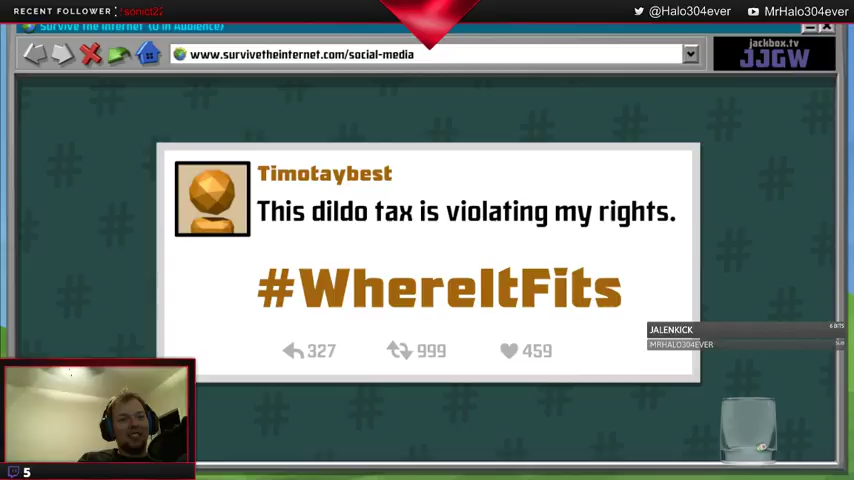 RECENT FOLLOWER
@Halo304ever
MrHalo304ever
Survive the Internet (0 in Audience)
www.survivetheinternet.com/social-media
jackbox.tv
JJGW
Timotaybest
This dildo tax is violating my rights.
#WhereItFits
327
999
459
JALENKICK
6 BITS
MRHALO304EVER
SUB
5